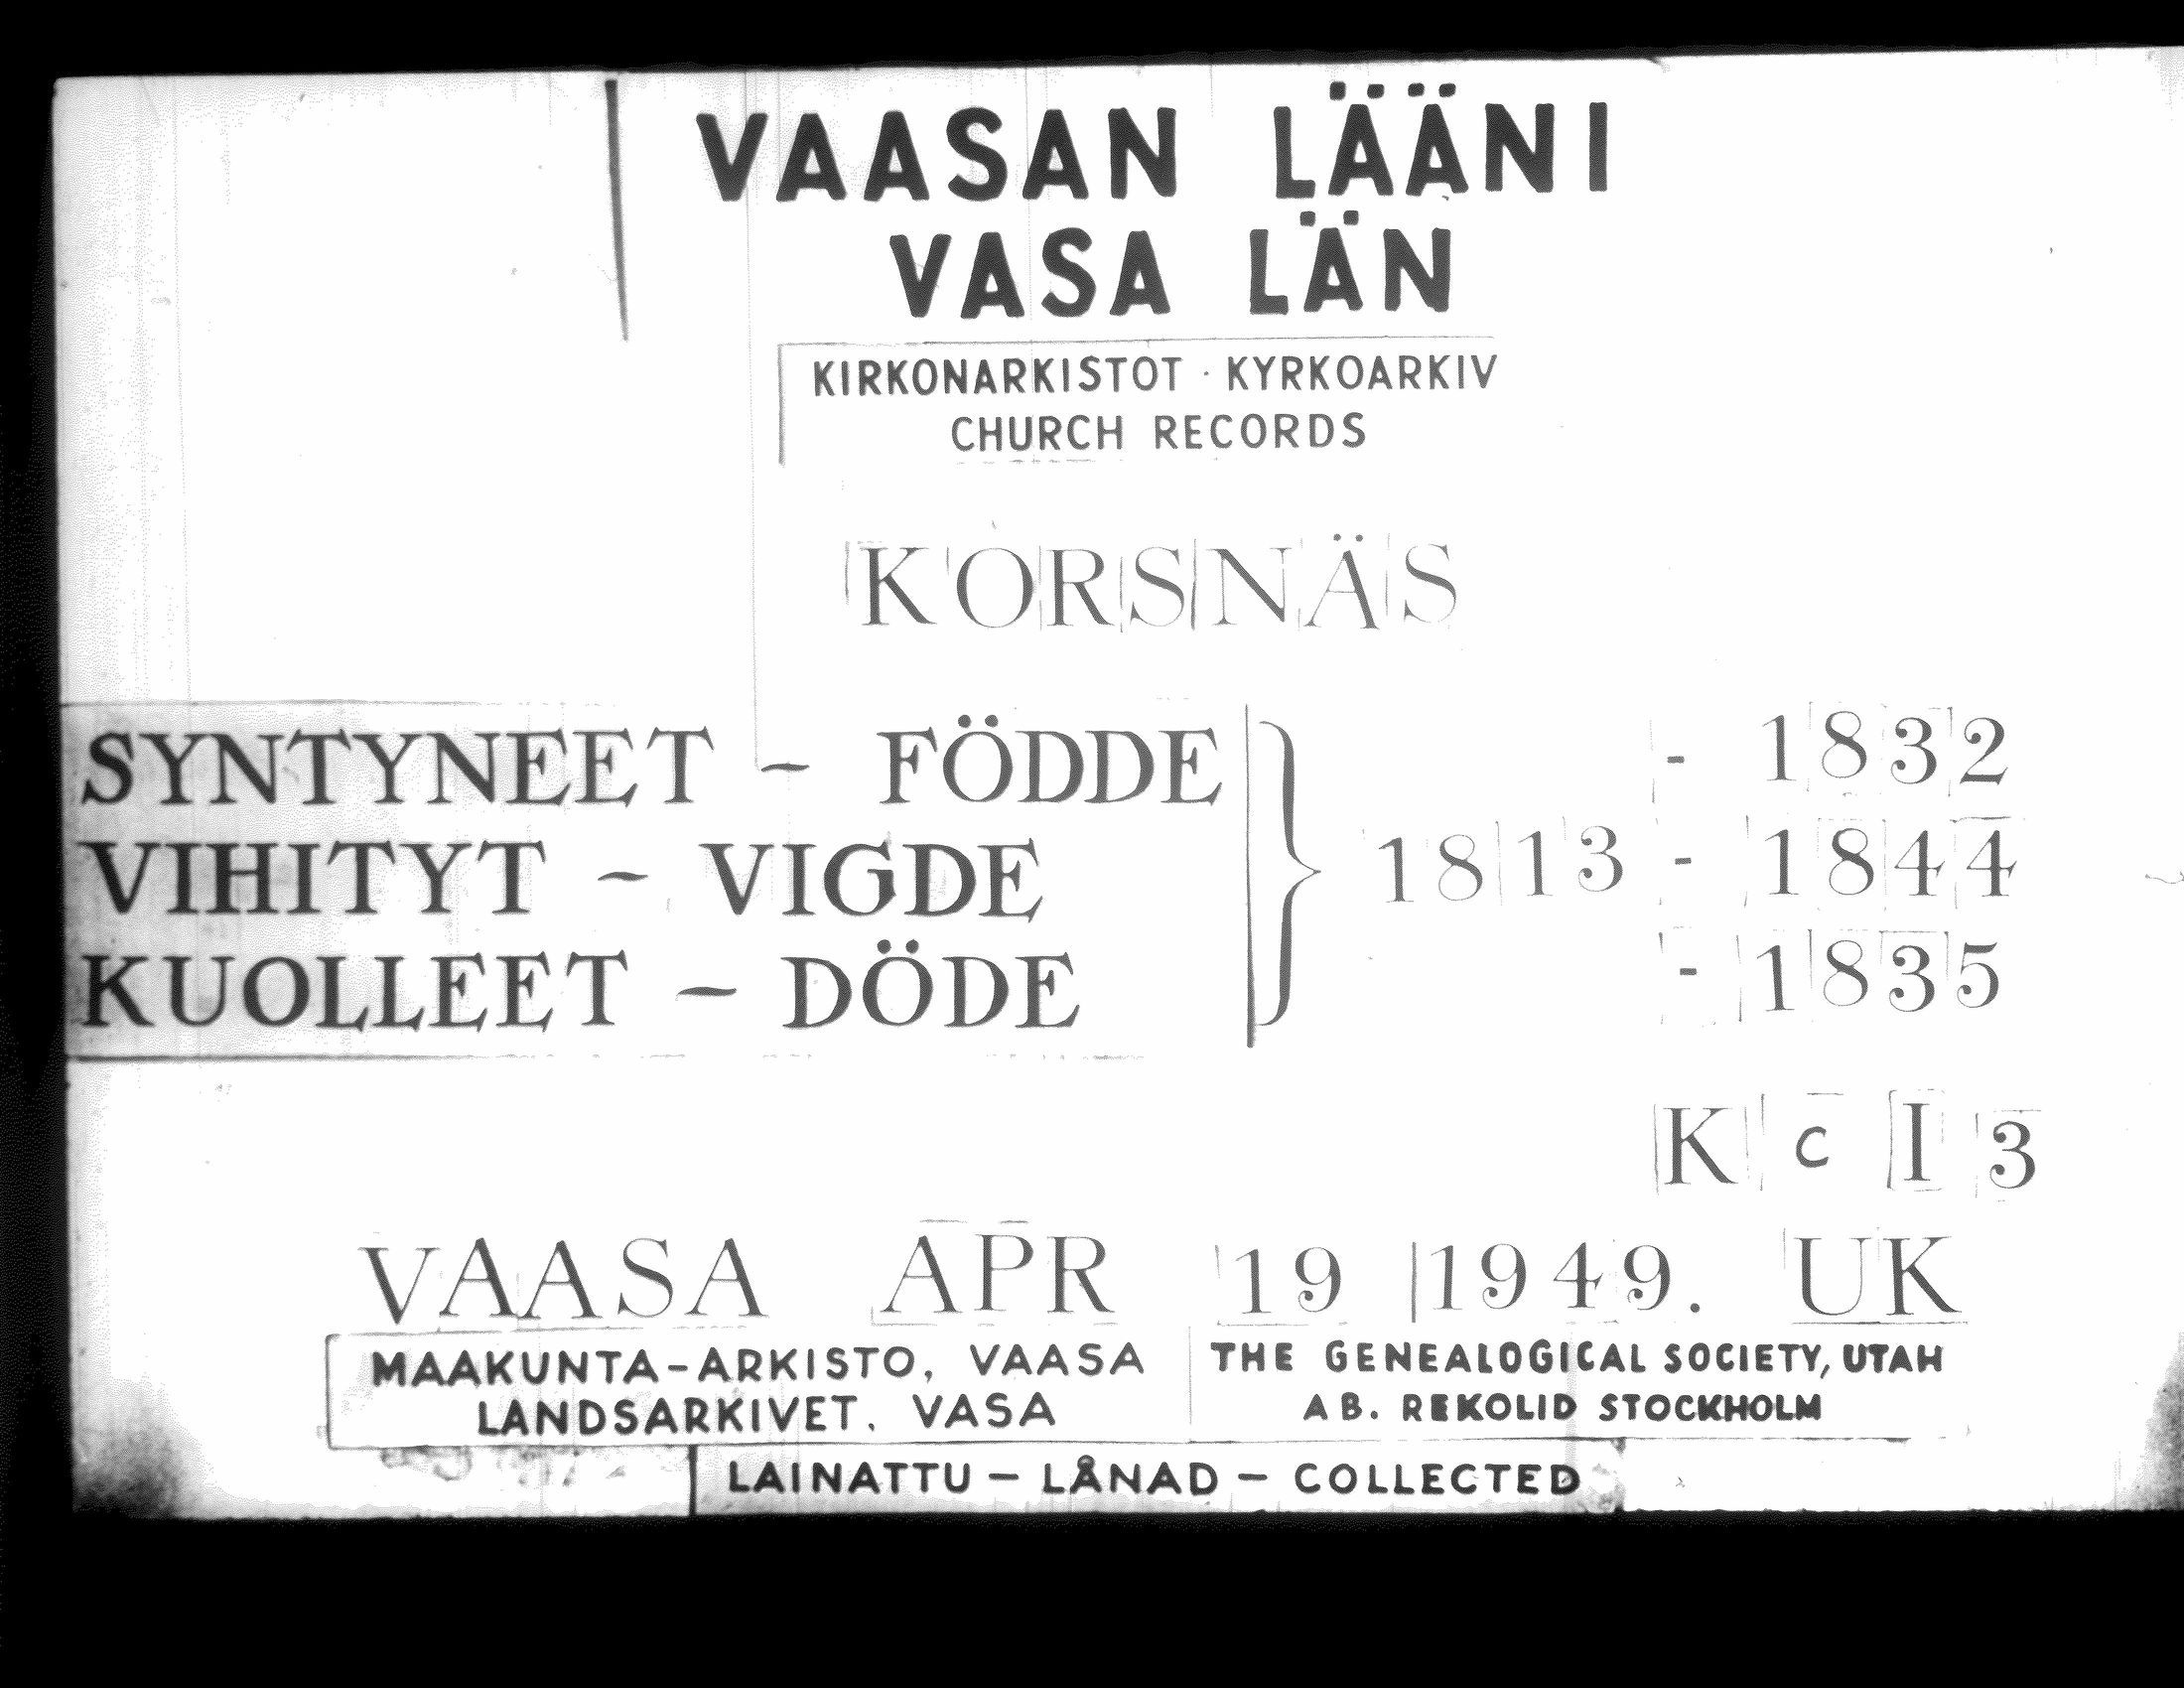 VAASAN LÄÄNI
VASA LÄN
KIRKONARKISTOT · KYRKOARKIV
CHURCH RECORDS
KORSNÄS
SYNTYNEET - FÖDDE - 1832
VIHITYT - VIGDE } 1813 - 1844
KUOLLEET - DÖDE - 1835
K c I 3
VAASA APR 19 1949. UK
MAAKUNTA-ARKISTO, VAASA
LANDSARKIVET, VASA
THE GENEALOGICAL SOCIETY, UTAH
AB. REKOLID STOCKHOLM
LAINATTU - LÅNAD - COLLECTED